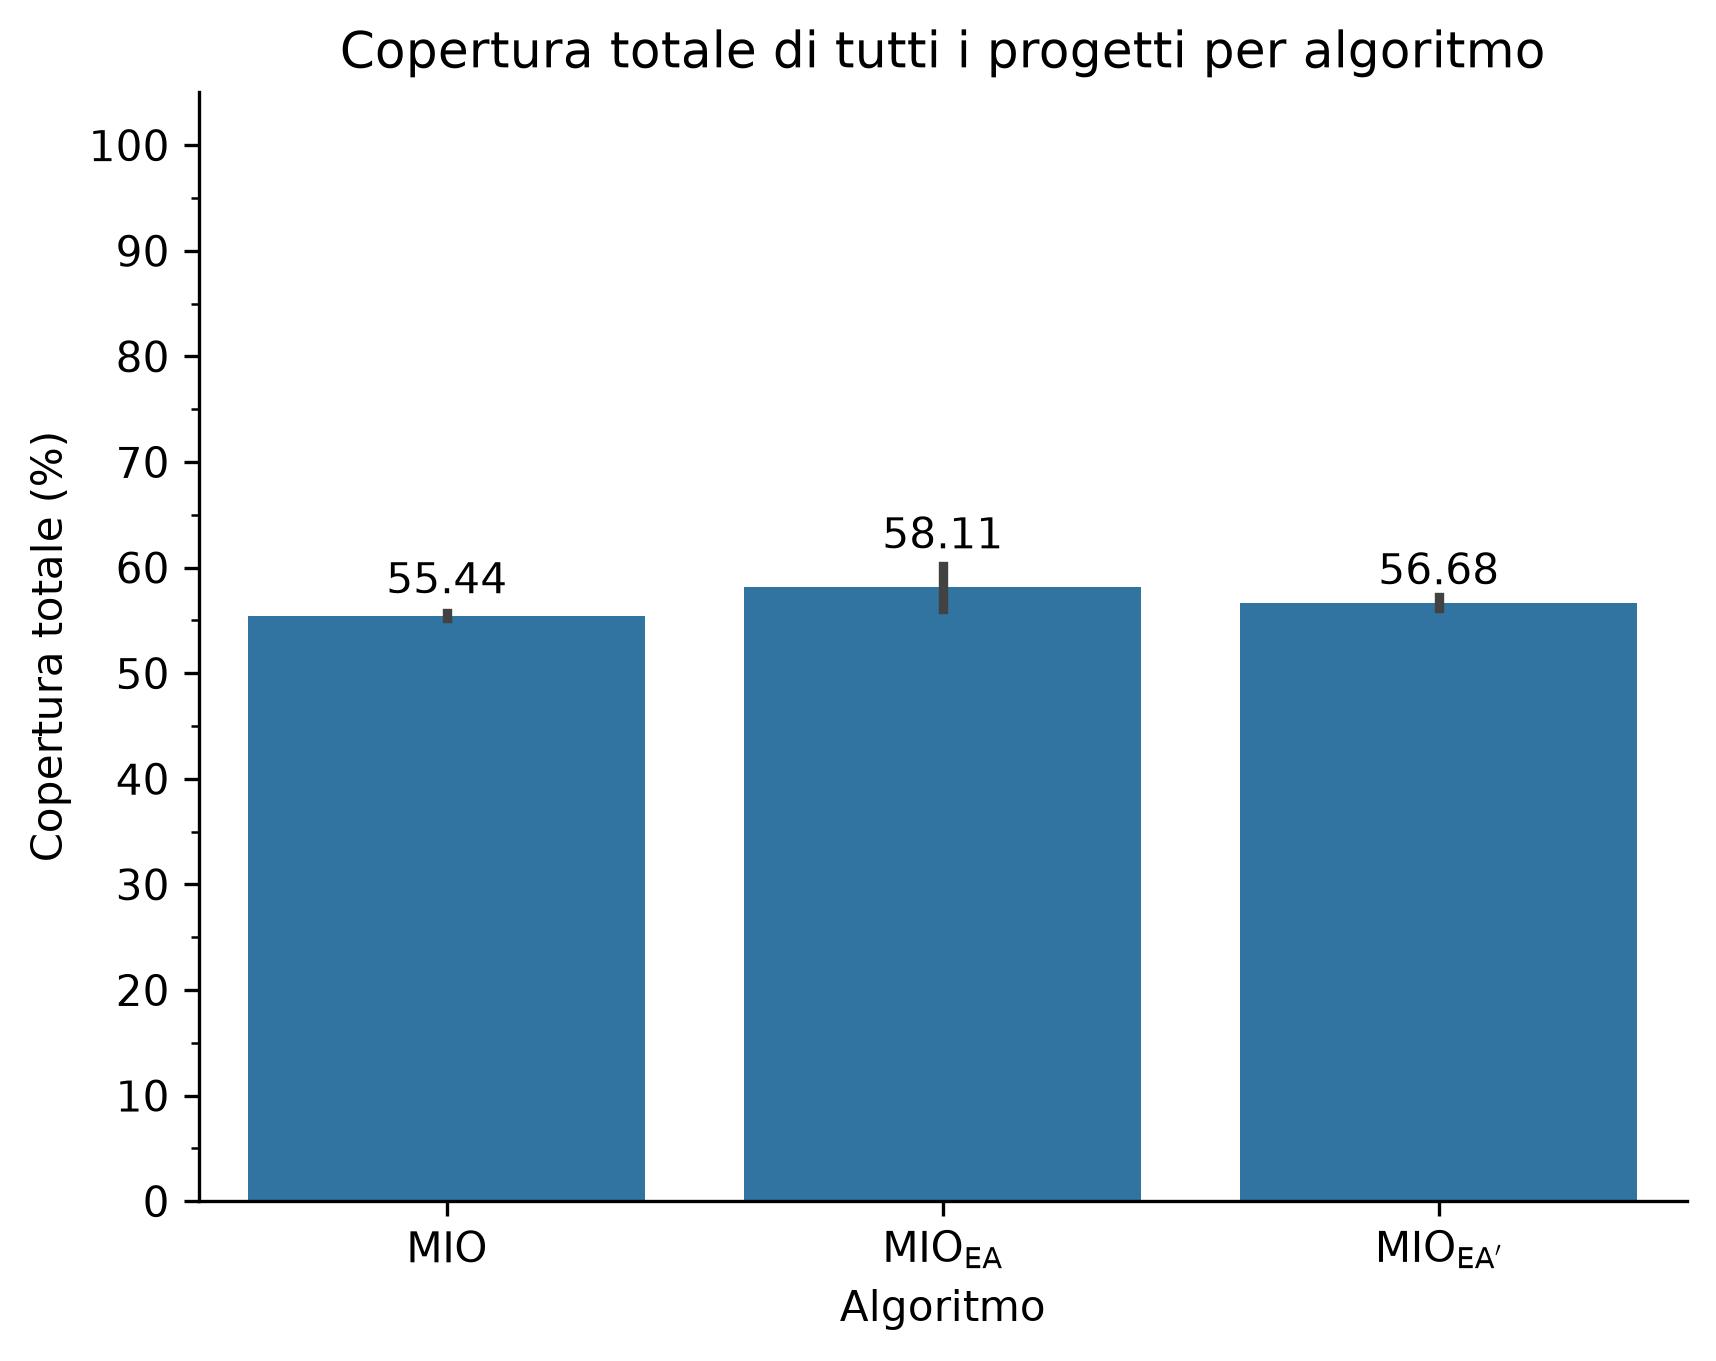 Copertura totale di tutti i progetti per algoritmo
Copertura totale (%)
100
90
80
70
60
50
40
30
20
10
0
55.44
58.11
56.68
MIO
MIO_EA
MIO_EA′
Algoritmo